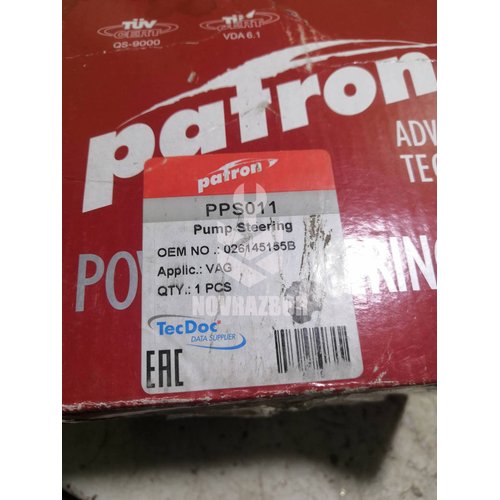 TÜV
CERT
QS-9000
TÜV
CERT
VDA 6.1
patron
ADV
TEC
patron
PPS011
Pump Steering
OEM NO.: 026145155B
Applic.: VAG
QTY.: 1 PCS
NOVRAZBOR
TecDoc
DATA SUPPLIER
EAC
PO
RING